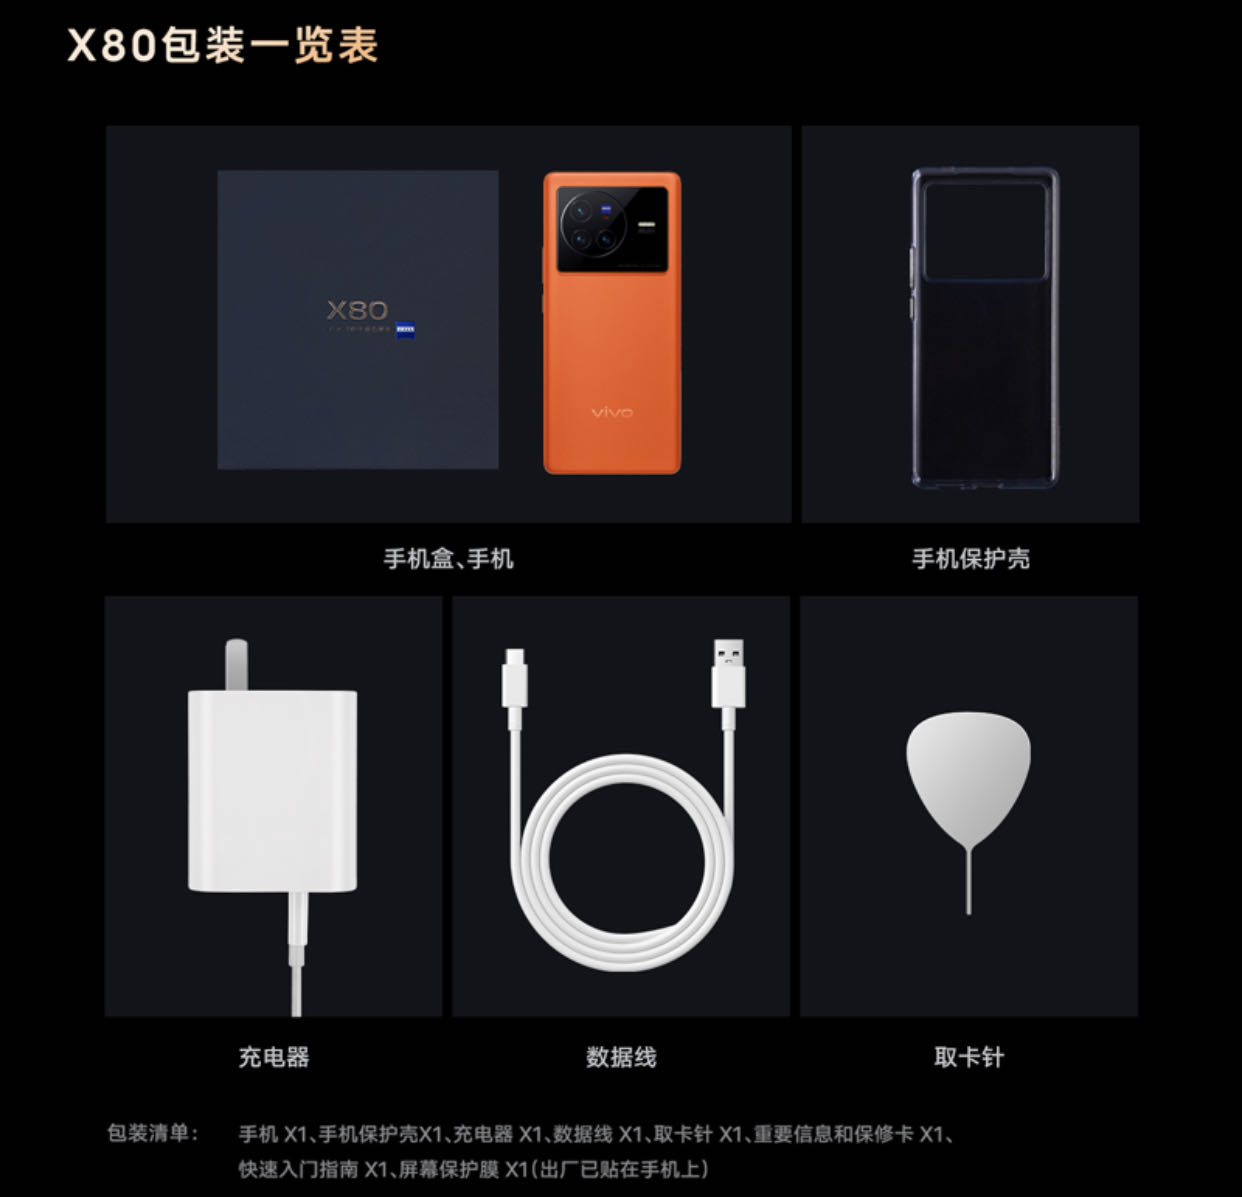 X80包装一览表
X80
ZEISS
vivo
手机盒、手机
手机保护壳
充电器
数据线
取卡针
包装清单： 手机 X1、手机保护壳X1、充电器 X1、数据线 X1、取卡针 X1、重要信息和保修卡 X1、
快速入门指南 X1、屏幕保护膜 X1（出厂已贴在手机上）